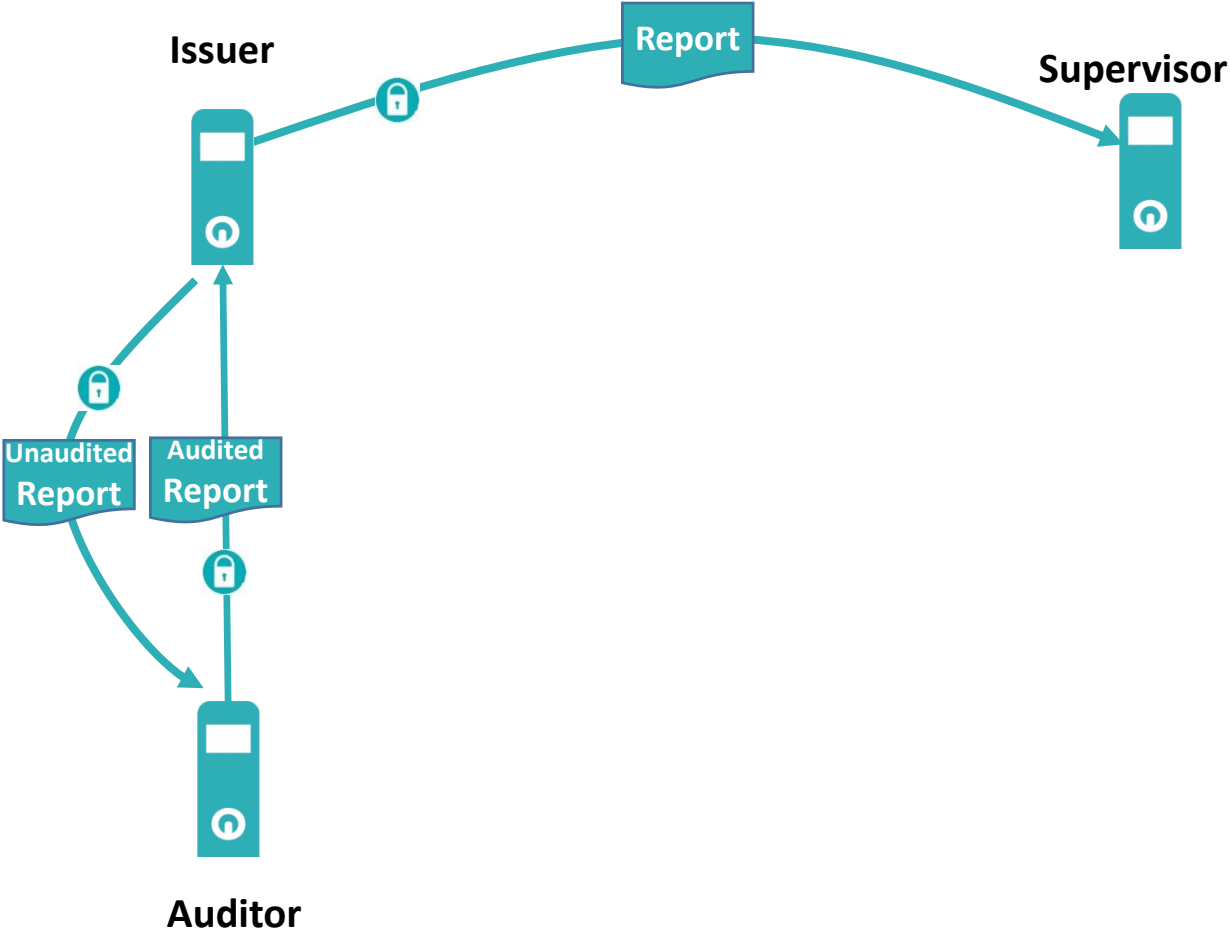 Issuer
Report
Supervisor
Unaudited
Report
Audited
Report
Auditor